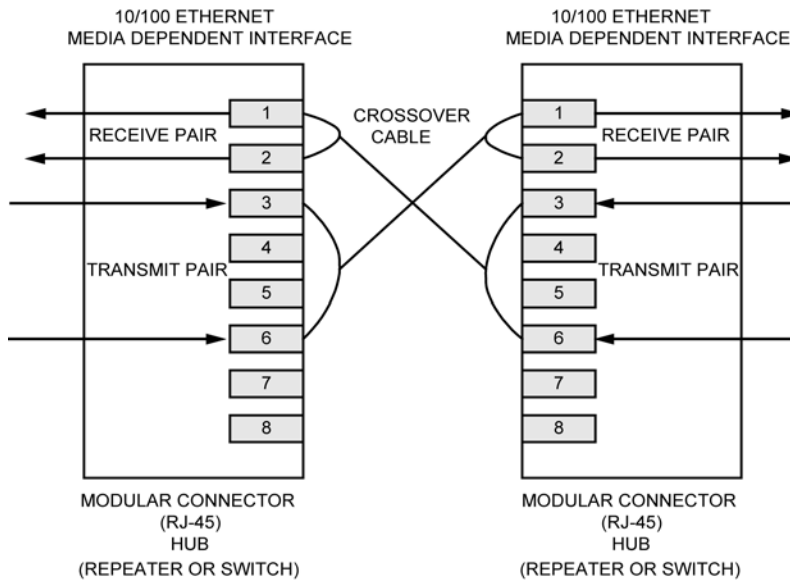 10/100 ETHERNET
MEDIA DEPENDENT INTERFACE
10/100 ETHERNET
MEDIA DEPENDENT INTERFACE
1
RECEIVE PAIR
2
3
4
TRANSMIT PAIR
5
6
7
8
CROSSOVER
CABLE
1
RECEIVE PAIR
2
3
4
TRANSMIT PAIR
5
6
7
8
MODULAR CONNECTOR
(RJ-45)
HUB
(REPEATER OR SWITCH)
MODULAR CONNECTOR
(RJ-45)
HUB
(REPEATER OR SWITCH)